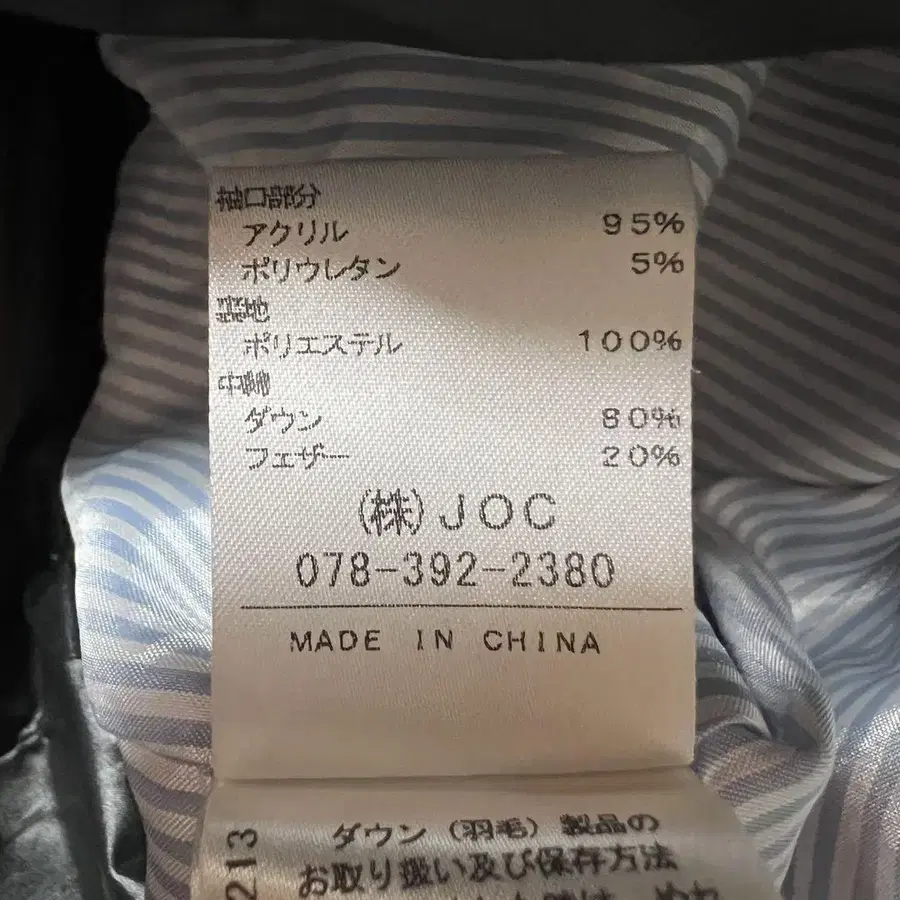 袖口部分
アクリル 95%
ポリウレタン 5%
裏地
ポリエステル 100%
中綿
ダウン 80%
フェザー 20%
(株)JOC
078-392-2380
MADE IN CHINA
213
ダウン(羽毛)製品の
お取り扱い及び保存方法